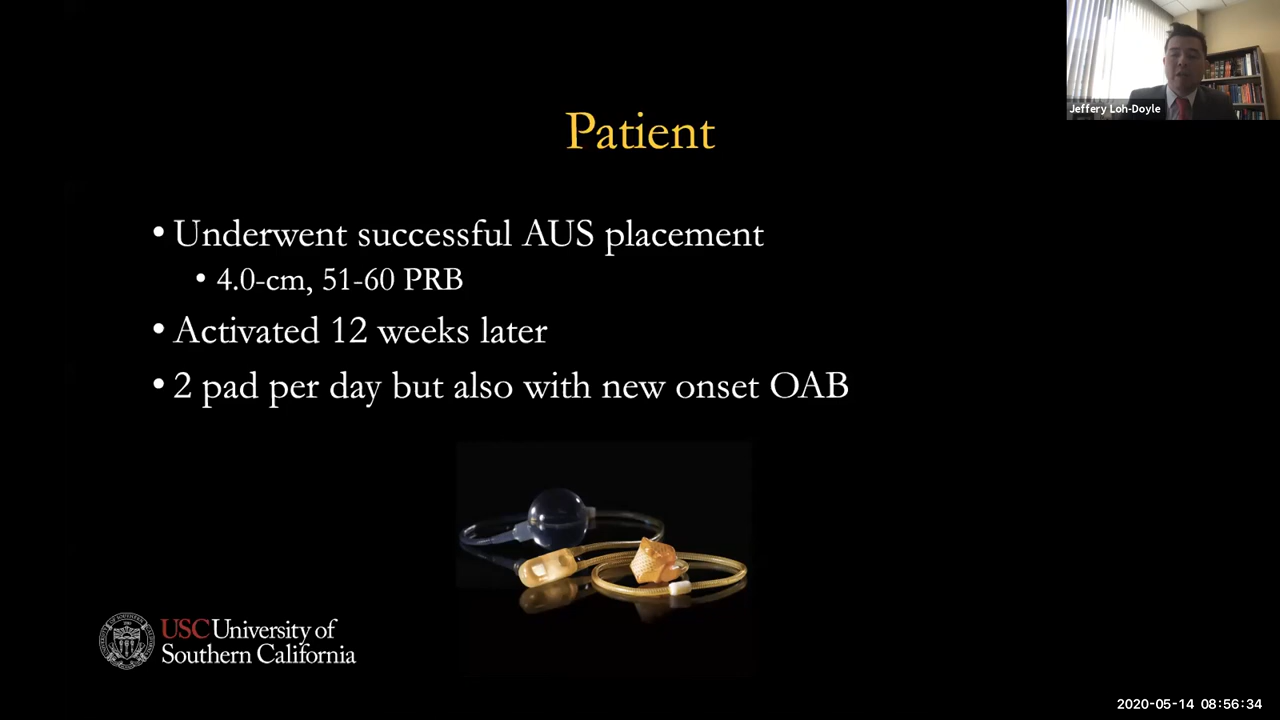 Jeffery Loh-Doyle
Patient
• Underwent successful AUS placement
• 4.0-cm, 51-60 PRB
• Activated 12 weeks later
• 2 pad per day but also with new onset OAB
USC University of
Southern California
2020-05-14 08:56:34